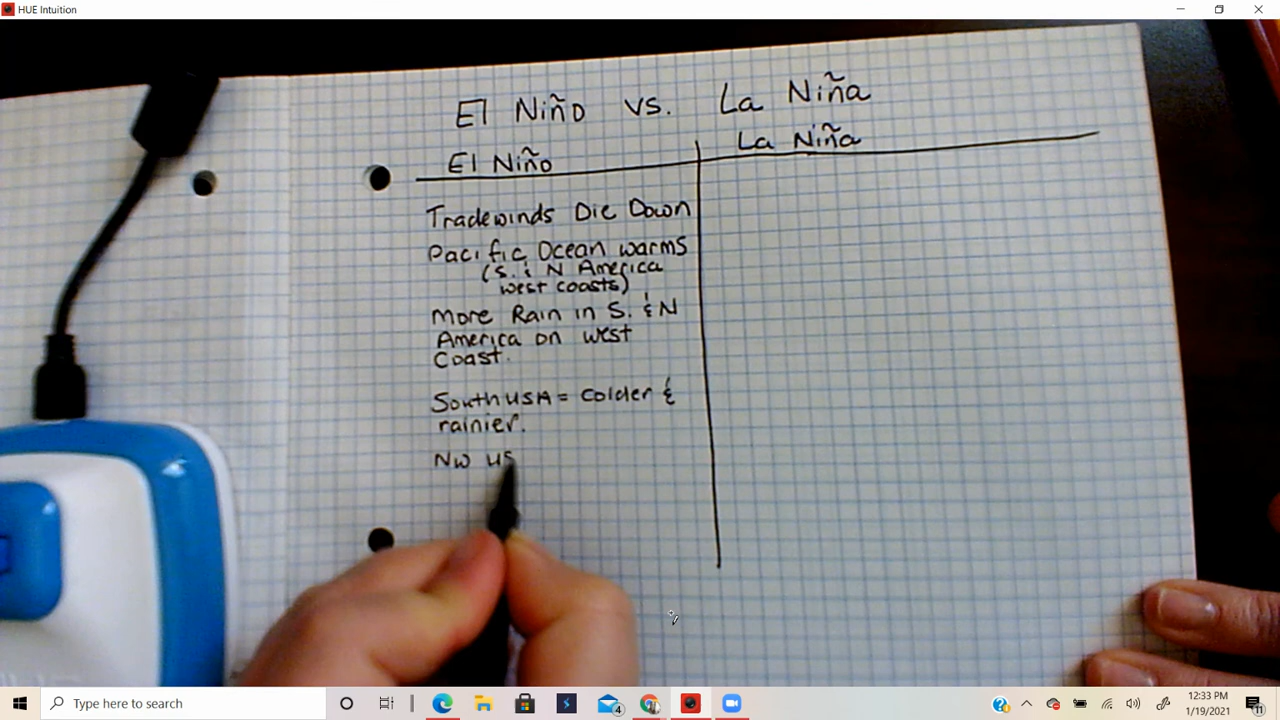 HUE Intuition
El Niño vs. La Niña
El Niño
La Niña
Tradewinds Die Down
Pacific Ocean warms
(S. & N America
west coasts)
More Rain in S. & N
America on west
Coast.
South USA = Colder &
rainier.
NW US
Type here to search
4
12:33 PM
1/19/2021
11